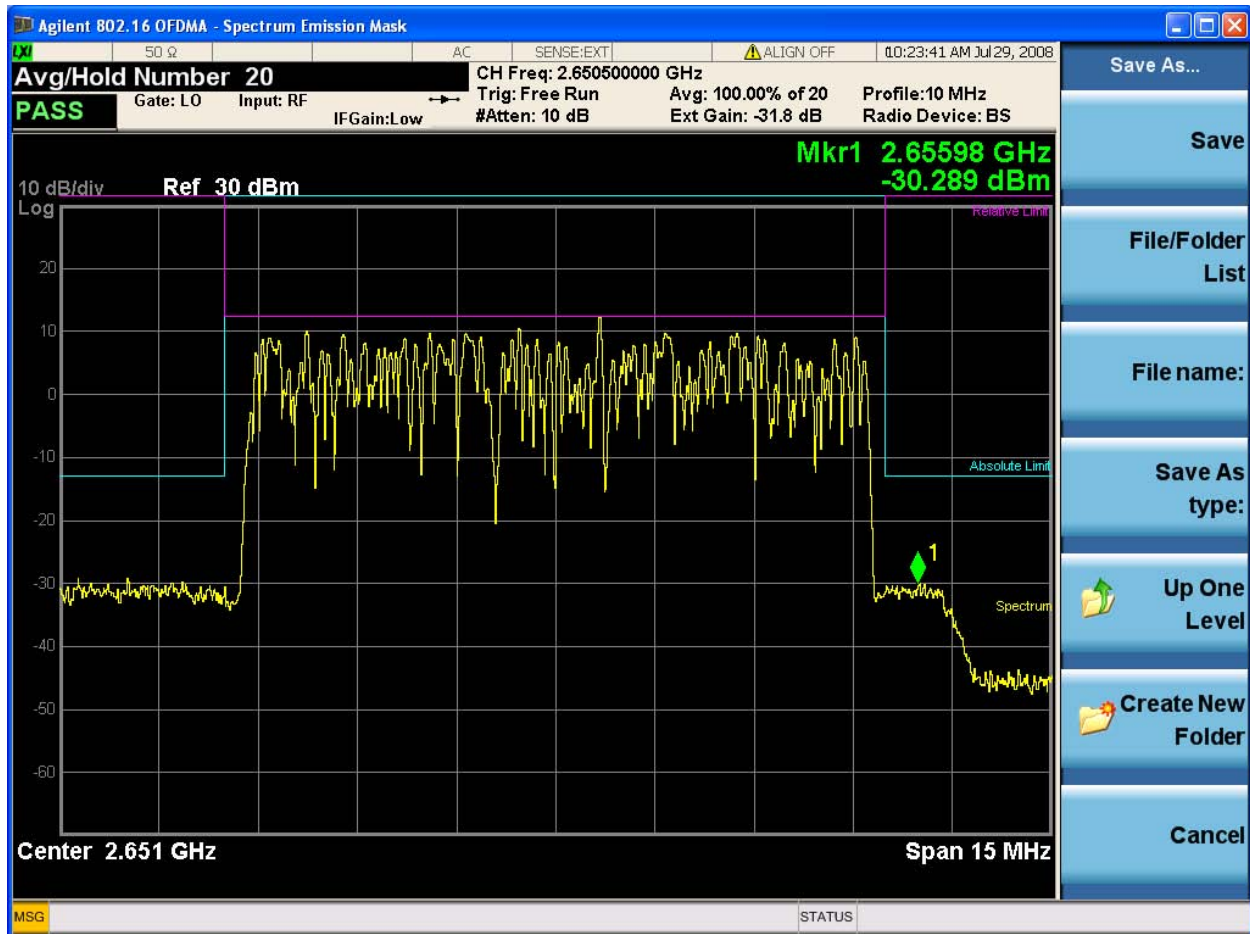 Agilent 802.16 OFDMA - Spectrum Emission Mask
LXI 50 Ω AC SENSE:EXT ALIGN OFF 10:23:41 AM Jul 29, 2008
Avg/Hold Number 20
PASS
Gate: LO Input: RF
IFGain:Low
CH Freq: 2.650500000 GHz
Trig: Free Run Avg: 100.00% of 20 Profile:10 MHz
#Atten: 10 dB Ext Gain: -31.8 dB Radio Device: BS
Mkr1 2.65598 GHz
-30.289 dBm
10 dB/div Ref 30 dBm
Log
Relative Limit
20
10
0
-10
Absolute Limit
-20
1
-30
Spectrum
-40
-50
-60
Center 2.651 GHz Span 15 MHz
MSG STATUS
Save As...
Save
File/Folder
List
File name:
Save As
type:
Up One
Level
Create New
Folder
Cancel